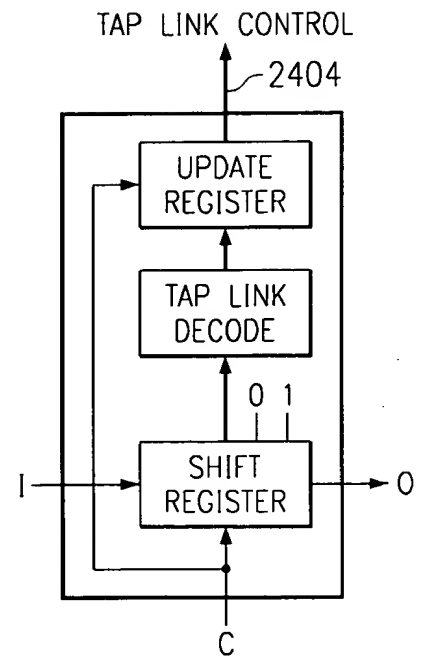 TAP LINK CONTROL
2404
UPDATE
REGISTER
TAP LINK
DECODE
0 1
I
SHIFT
REGISTER
O
C